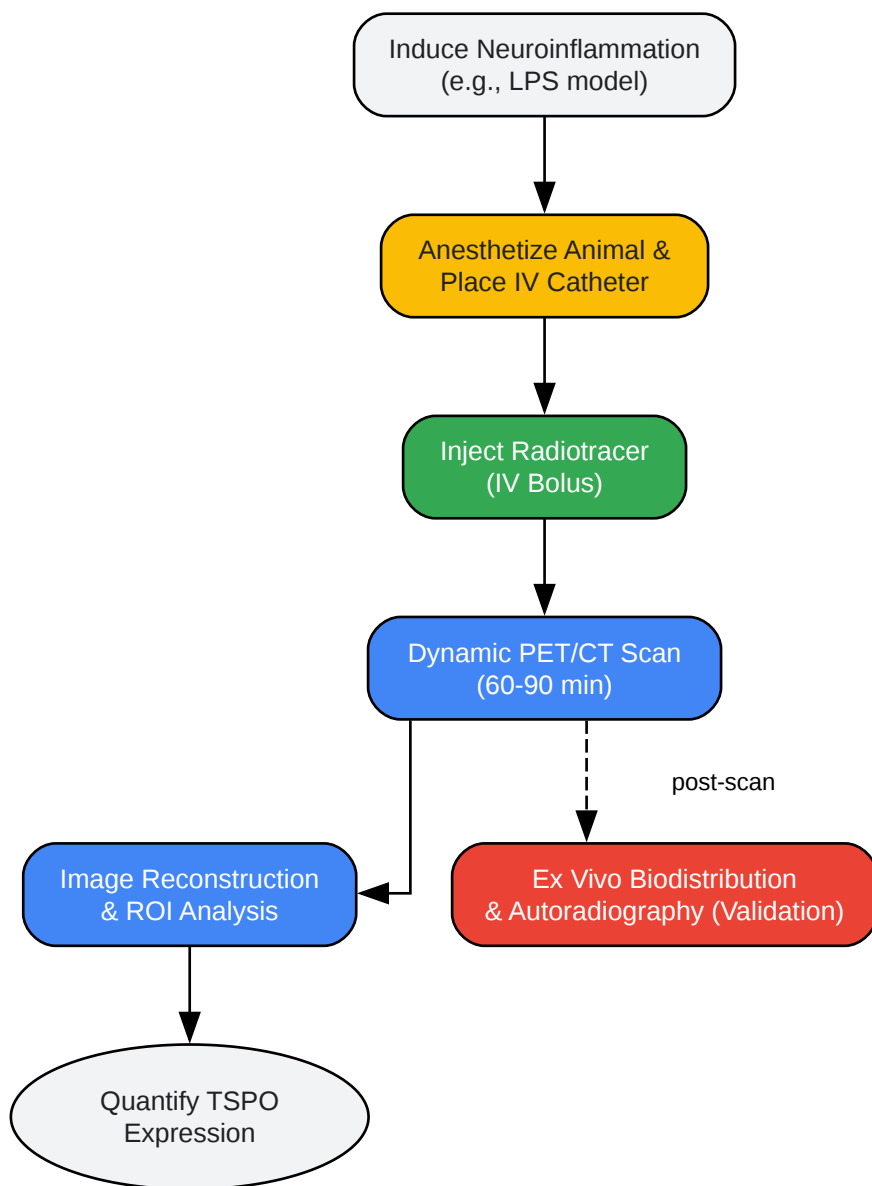 Induce Neuroinflammation
(e.g., LPS model)
Anesthetize Animal &
Place IV Catheter
Inject Radiotracer
(IV Bolus)
Dynamic PET/CT Scan
(60-90 min)
post-scan
Image Reconstruction
& ROI Analysis
Ex Vivo Biodistribution
& Autoradiography (Validation)
Quantify TSPO
Expression